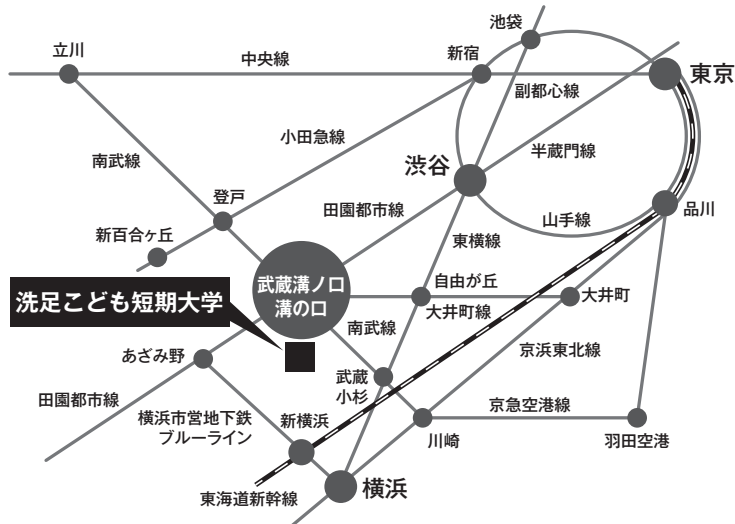 池袋
立川
中央線
新宿
東京
副都心線
小田急線
半蔵門線
南武線
渋谷
登戸
田園都市線
山手線
品川
新百合ヶ丘
東横線
武蔵溝ノ口
溝の口
自由が丘
大井町
洗足こども短期大学
大井町線
南武線
京浜東北線
あざみ野
武蔵
小杉
田園都市線
京急空港線
横浜市営地下鉄
ブルーライン
新横浜
川崎
羽田空港
横浜
東海道新幹線